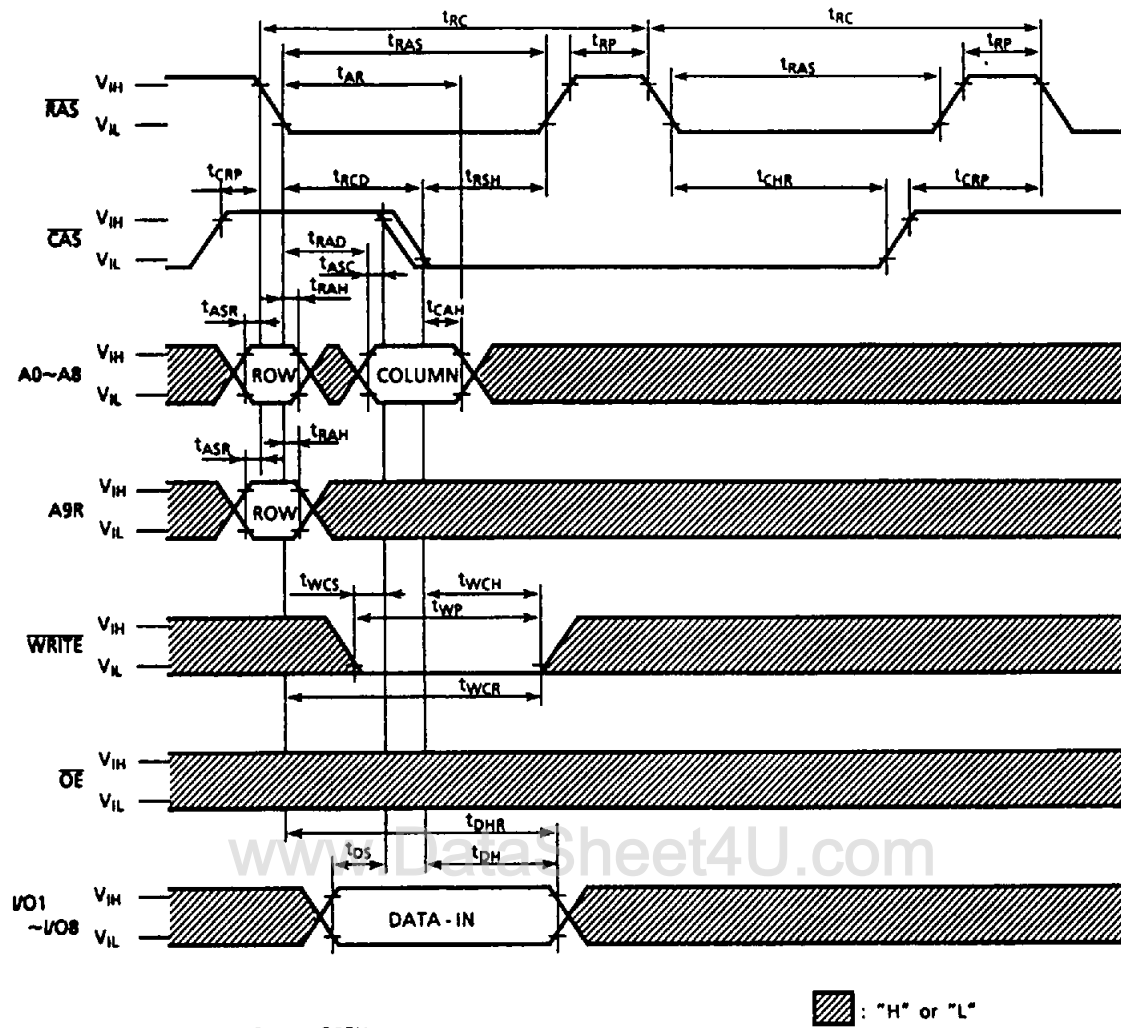 tRC tRC
tRAS tRP tRP
tAR tRAS
RAS VIH
VIL
tCRP tRCD tRSH tCHR tCRP
CAS VIH
VIL
tRAD
tASC
tRAH
tASR tCAH
A0~A8 VIH
VIL
ROW COLUMN
tRAH
tASR
A9R VIH
VIL
ROW
tWCS tWCH
tWP
WRITE VIH
VIL
tWCR
OE VIH
VIL
tDHR
www.DataSheet4U.com
tDS tDH
I/O1
~I/O8
VIH
VIL
DATA - IN
: "H" or "L"